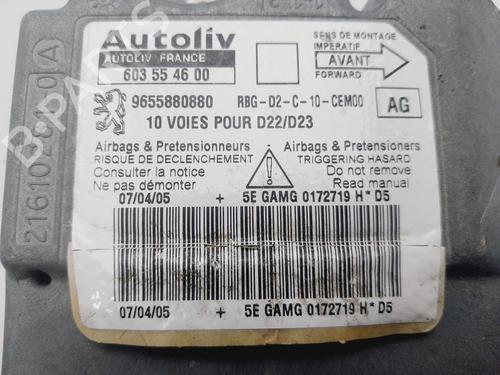 Autoliv
AUTOLIV FRANCE
603 55 46 00
SENS DE MONTAGE
IMPERATIF
AVANT
FORWARD
9655880880 RBG-D2-C-10-CEM00 AG
10 VOIES POUR D22/D23
Airbags & Pretensionneurs
RISQUE DE DECLENCHEMENT
Consulter la notice
Ne pas démonter
Airbags & Pretensioners
TRIGGERING HASARD
Do not remove
Read manual
07/04/05 + 5E GAMG 0172719 H* D5
07/04/05 + 5E GAMG 0172719 H* D5
A